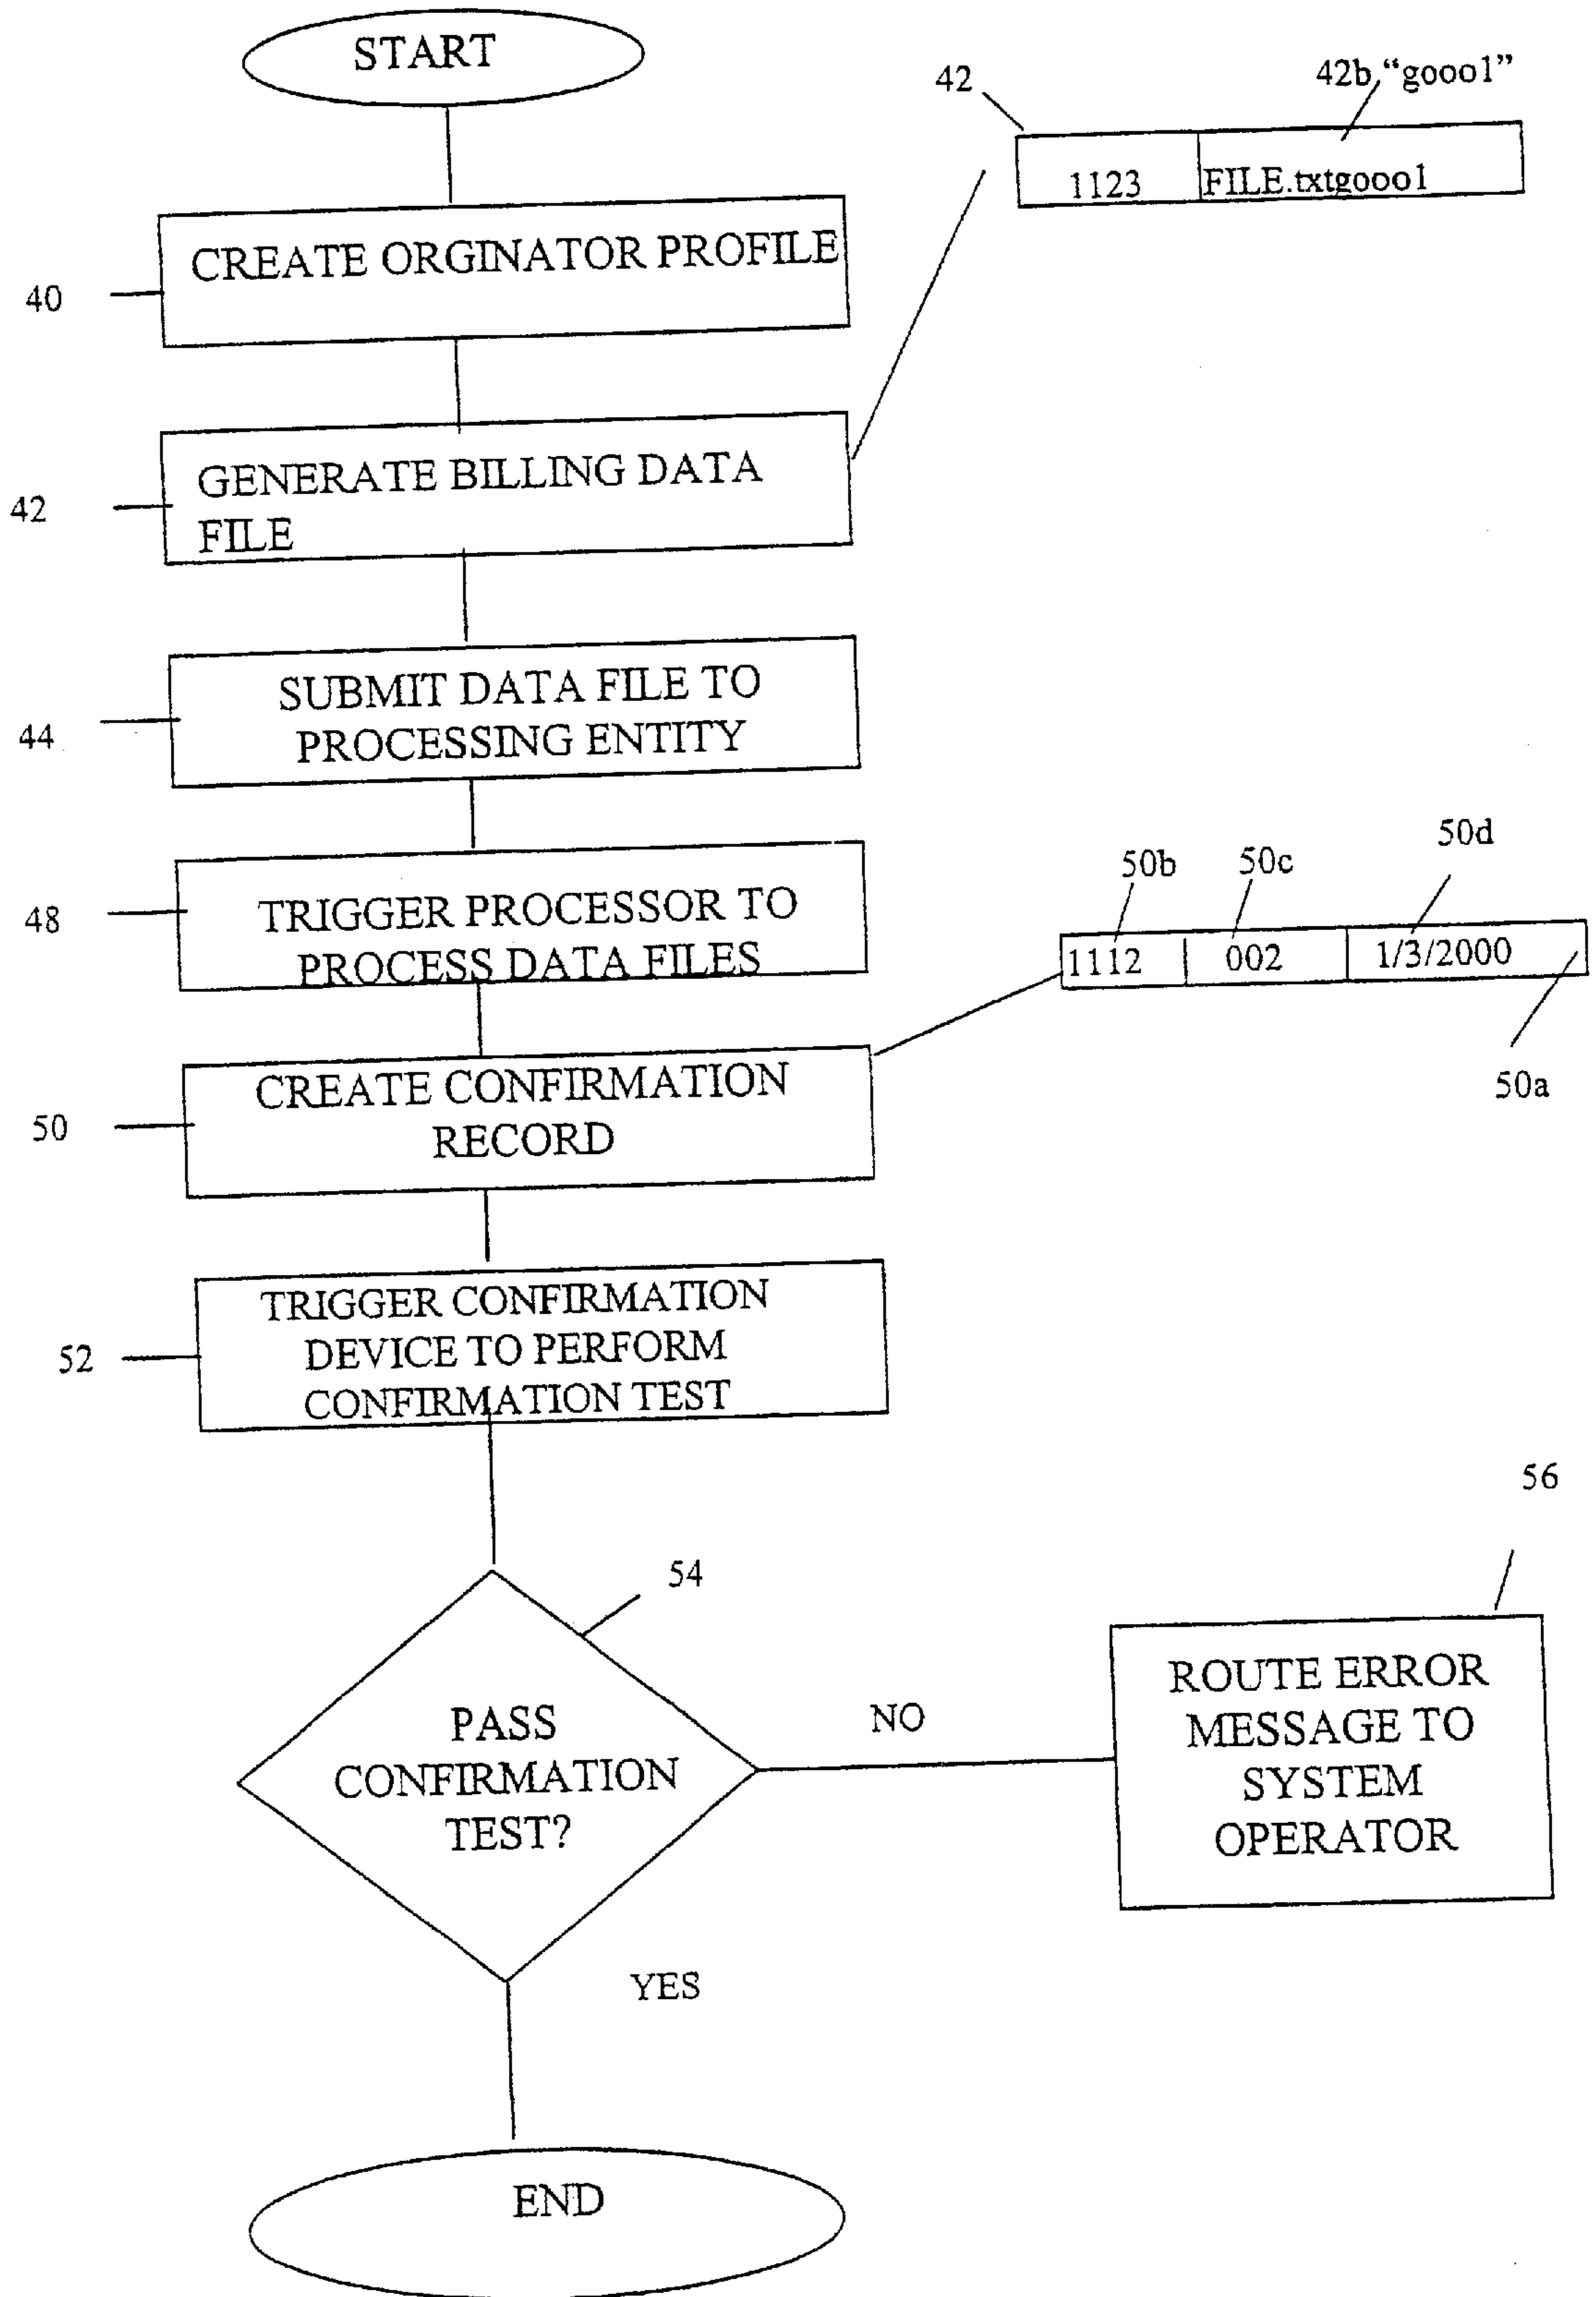 START
42
42b "gooo1"
1123
FILE.txtgooo1
CREATE ORGINATOR PROFILE
40
GENERATE BILLING DATA
FILE
42
SUBMIT DATA FILE TO
PROCESSING ENTITY
44
50b
50c
50d
TRIGGER PROCESSOR TO
PROCESS DATA FILES
48
1112
002
1/3/2000
50a
CREATE CONFIRMATION
RECORD
50
TRIGGER CONFIRMATION
DEVICE TO PERFORM
CONFIRMATION TEST
52
56
54
PASS
CONFIRMATION
TEST?
NO
ROUTE ERROR
MESSAGE TO
SYSTEM
OPERATOR
YES
END